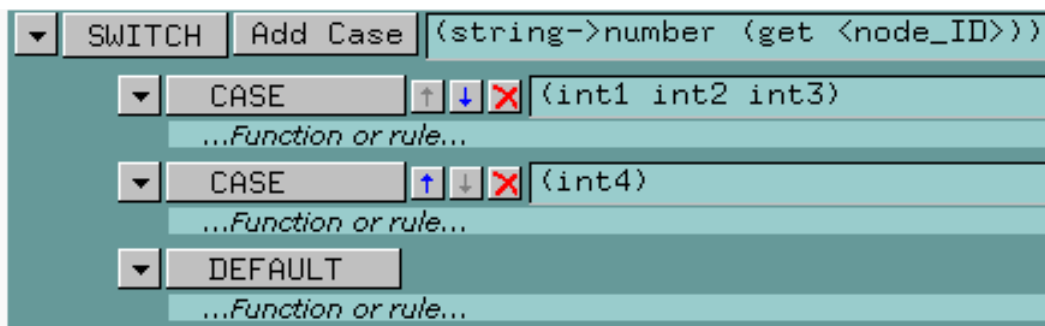 SWITCH Add Case (string->number (get <node_ID>))
CASE (int1 int2 int3)
...Function or rule...
CASE (int4)
...Function or rule...
DEFAULT
...Function or rule...